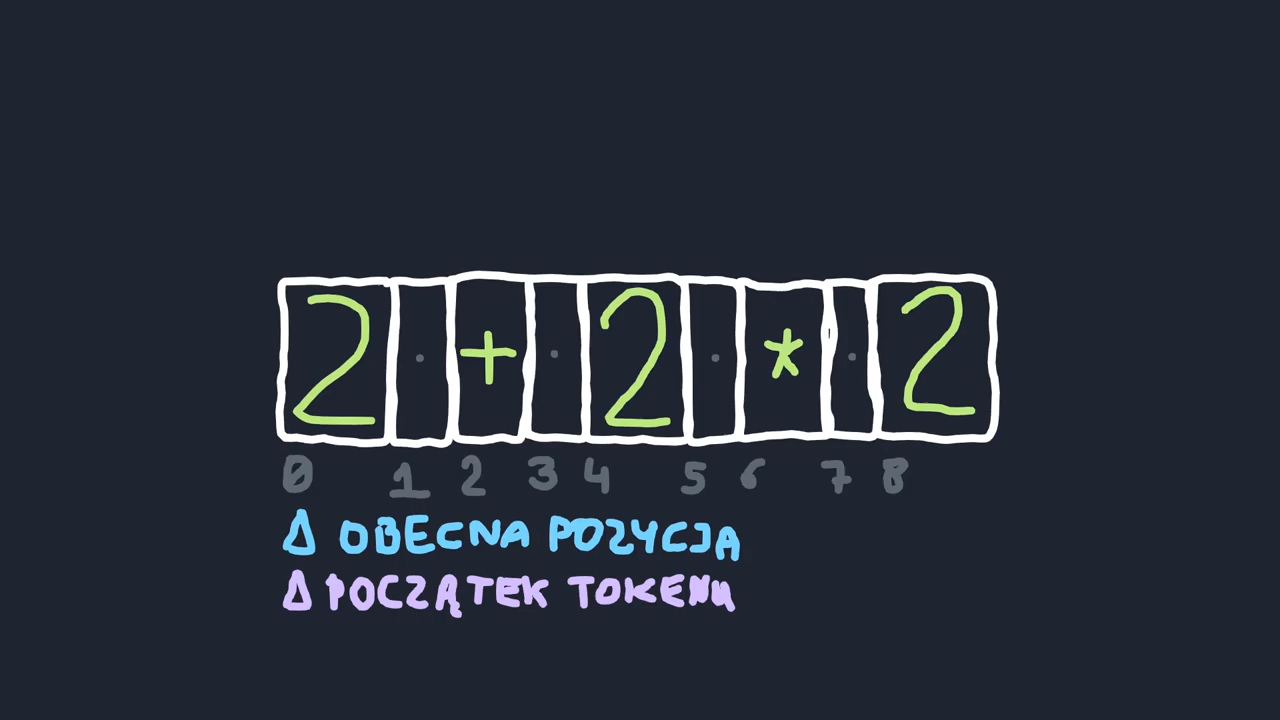 2 · + · 2 · * · 2
0 1 2 3 4 5 6 7 8
Δ OBECNA POZYCJA
Δ POCZĄTEK TOKENU